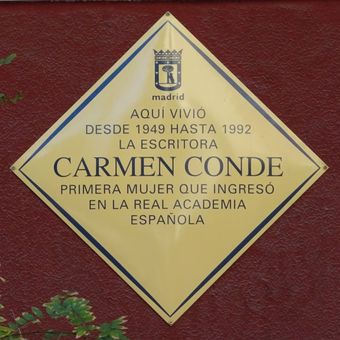 madrid
AQUÍ VIVIÓ
DESDE 1949 HASTA 1992
LA ESCRITORA
CARMEN CONDE
PRIMERA MUJER QUE INGRESÓ
EN LA REAL ACADEMIA
ESPAÑOLA